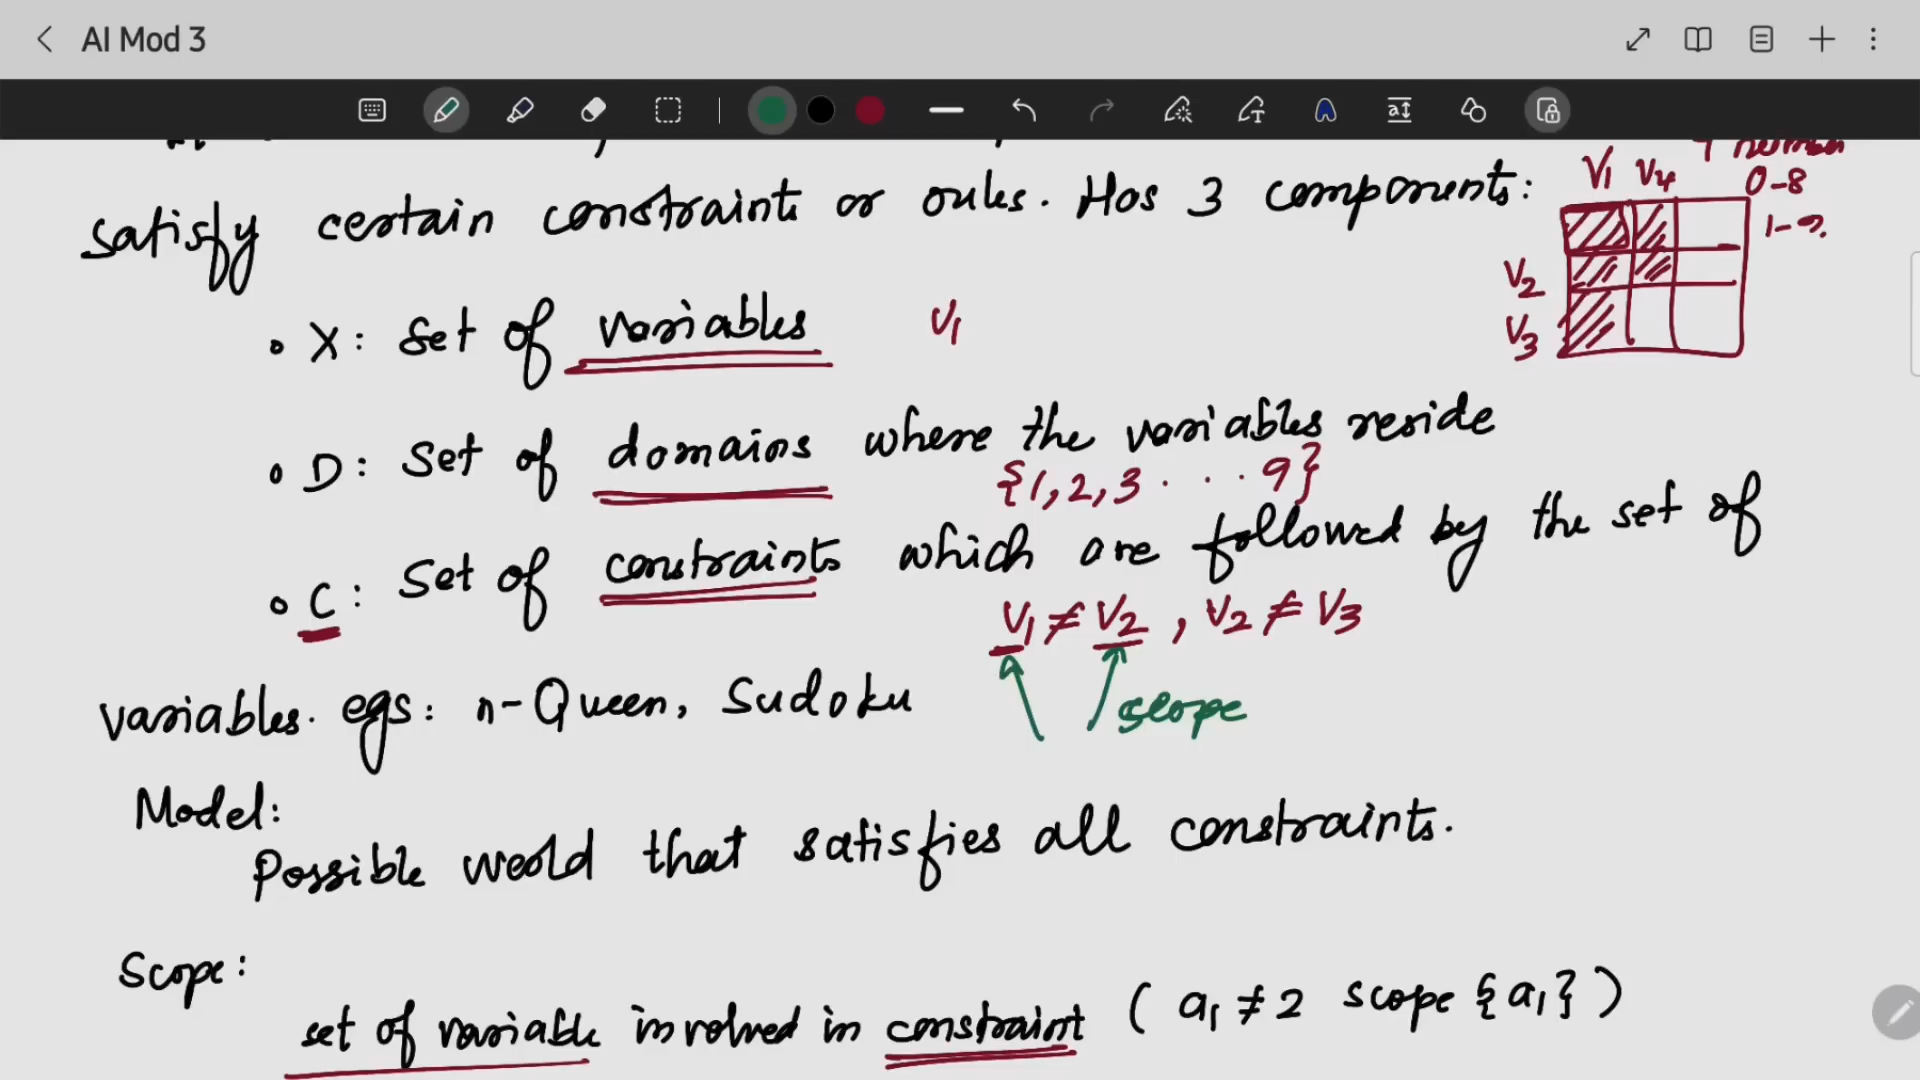 AI Mod 3
satisfy certain constraints or rules. Has 3 components:
V1 V4
0-8
1-9.
V2
V3
• X: Set of variables V1
• D: Set of domains where the variables reside
{1,2,3 . . . 9}
• C: Set of constraints which are followed by the set of
V1 ≠ V2 , V2 ≠ V3
variables. egs: n-Queen, Sudoku
scope
Model:
Possible world that satisfies all constraints.
Scope:
set of variable involved in constraint ( a1 ≠ 2 scope {a1} )